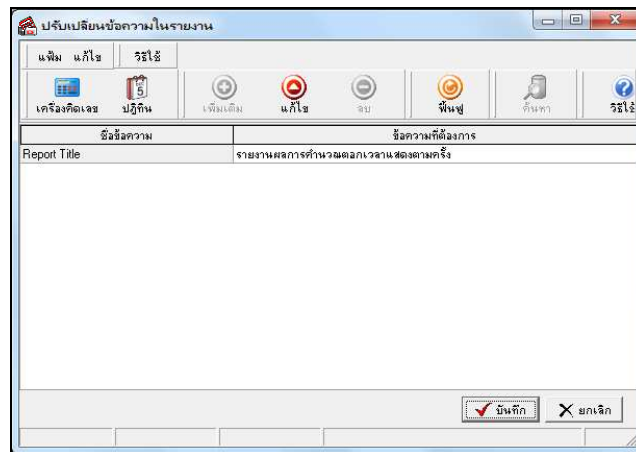 ปรับเปลี่ยนข้อความในรายงาน
แฟ้ม แก้ไข วิธีใช้
เครื่องคิดเลข ปฏิทิน เพิ่มเติม แก้ไข ลบ ฟื้นฟู ค้นหา วิธีใช้
ชื่อข้อความ ข้อความที่ต้องการ
Report Title รายงานผลการคำนวณตอกเวลาแสดงตามครั้ง
บันทึก ยกเลิก